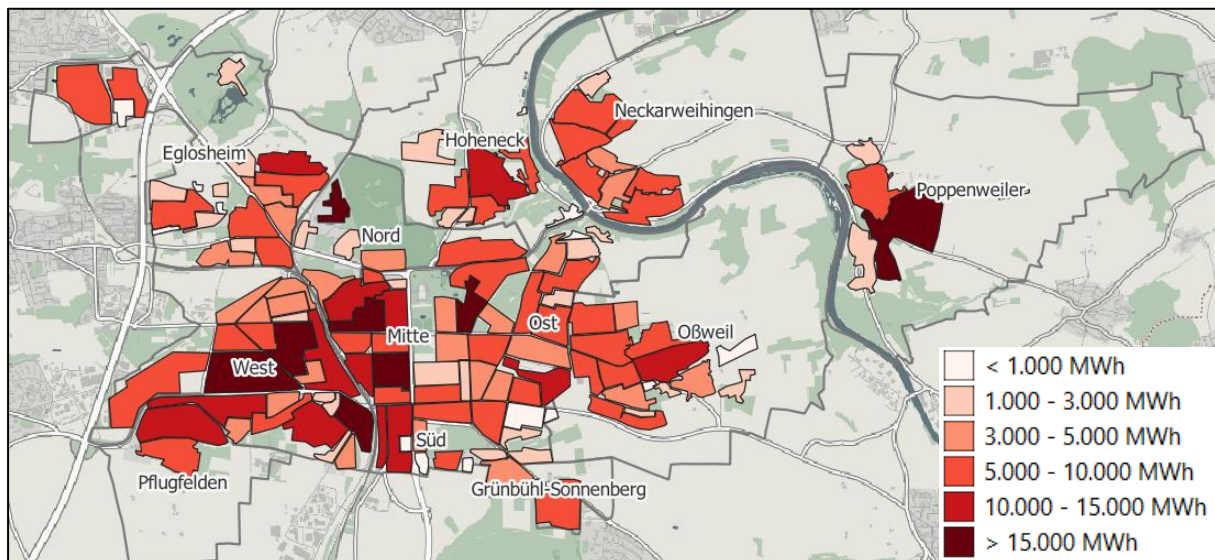 Neckarweihingen
Hoheneck
Eglosheim
Poppenweiler
Nord
Mitte
Ost
Oßweil
West
Süd
Pflugfelden
Grünbühl-Sonnenberg
< 1.000 MWh
1.000 - 3.000 MWh
3.000 - 5.000 MWh
5.000 - 10.000 MWh
10.000 - 15.000 MWh
> 15.000 MWh